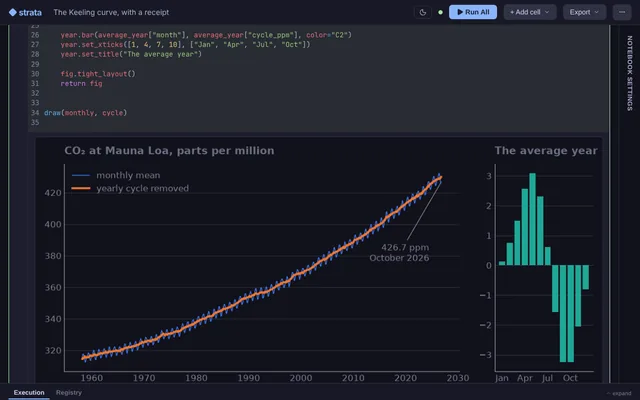 strata
The Keeling curve, with a receipt
Run All
+ Add cell
Export
NOTEBOOK SETTINGS
26 year.bar(average_year["month"], average_year["cycle_ppm"], color="C2")
27 year.set_xticks([1, 4, 7, 10], ["Jan", "Apr", "Jul", "Oct"])
28 year.set_title("The average year")
29
30 fig.tight_layout()
31 return fig
32
33
34 draw(monthly, cycle)
35
CO₂ at Mauna Loa, parts per million
monthly mean
yearly cycle removed
420
400
380
360
340
320
426.7 ppm
October 2026
1960 1970 1980 1990 2000 2010 2020 2030
The average year
3
2
1
0
−1
−2
−3
Jan Apr Jul Oct
Execution Registry
expand